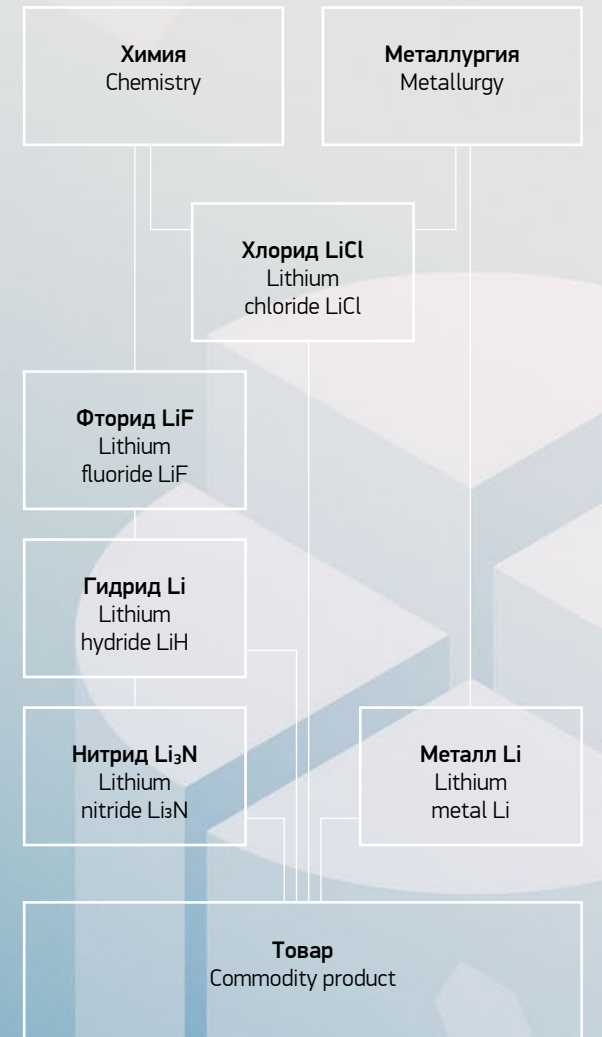 Химия
Chemistry
Металлургия
Metallurgy
Хлорид LiCl
Lithium
chloride LiCl
Фторид LiF
Lithium
fluoride LiF
Гидрид Li
Lithium
hydride LiH
Нитрид Li₃N
Lithium
nitride Li₃N
Металл Li
Lithium
metal Li
Товар
Commodity product